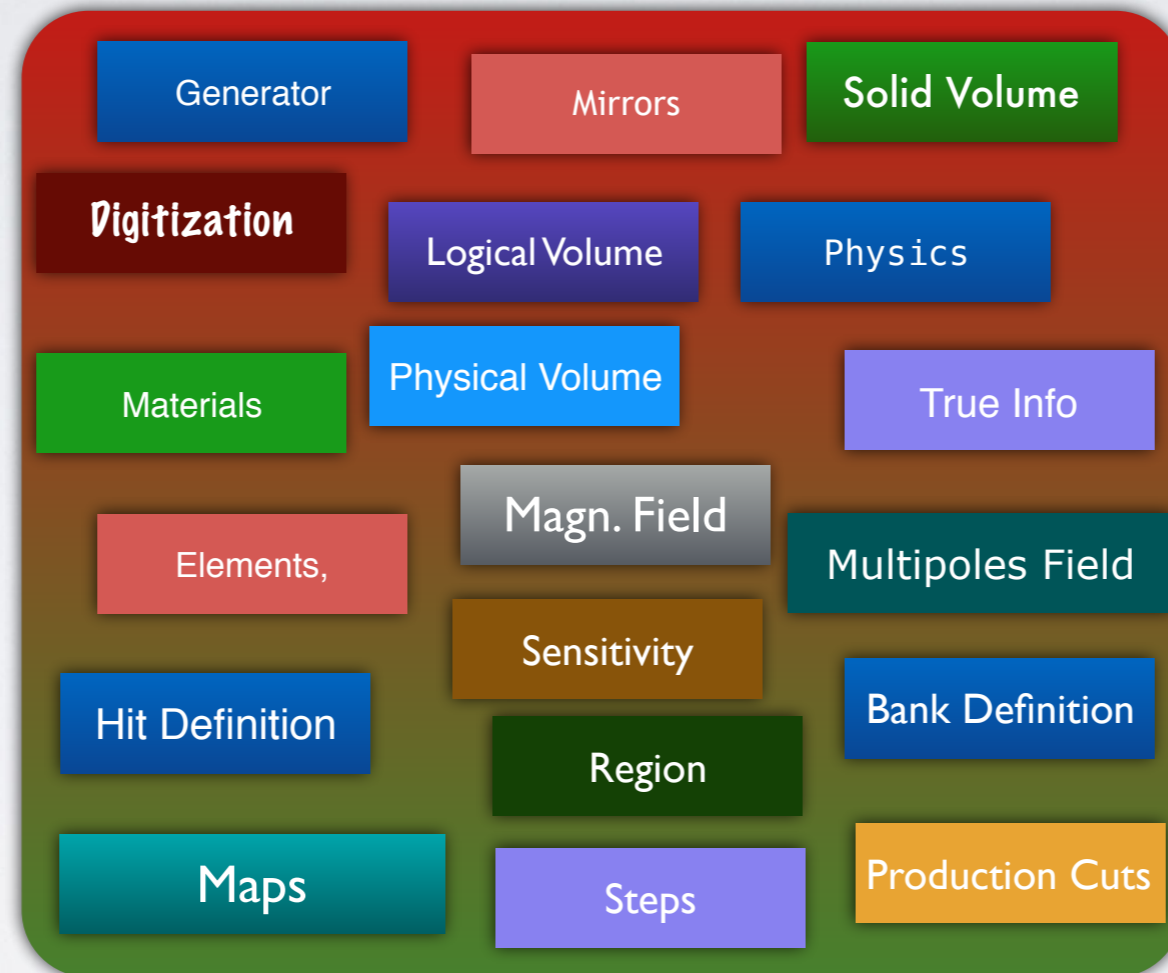 Generator
Mirrors
Solid Volume
Digitization
Logical Volume
Physics
Physical Volume
Materials
True Info
Magn. Field
Elements,
Multipoles Field
Sensitivity
Hit Definition
Bank Definition
Region
Maps
Steps
Production Cuts